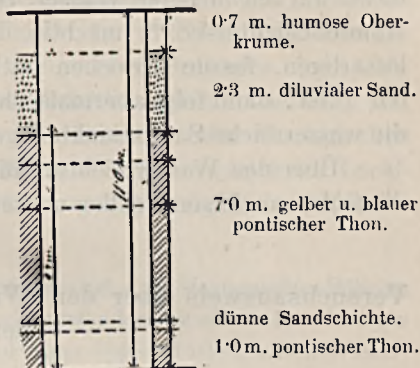 0·7 m. humose Ober-
krume.
2·3 m. diluvialer Sand.
7·0 m. gelber u. blauer
pontischer Thon.
dünne Sandschichte.
1·0 m. pontischer Thon.